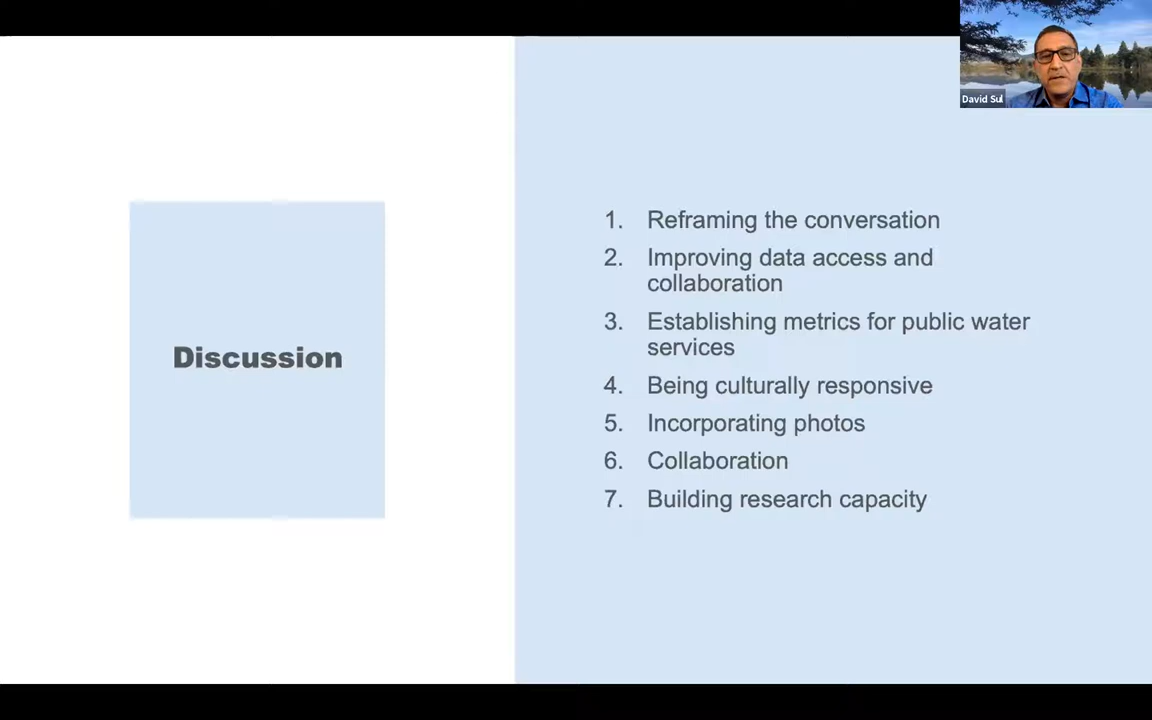 David Sul
Discussion
1. Reframing the conversation
2. Improving data access and
collaboration
3. Establishing metrics for public water
services
4. Being culturally responsive
5. Incorporating photos
6. Collaboration
7. Building research capacity